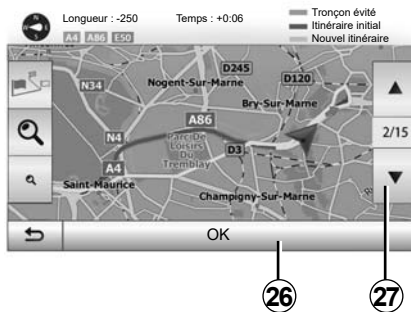 Longueur : -250 Temps : +0:06
Tronçon évité
Itinéraire initial
Nouvel itinéraire
A4 A86 E50
D245
N34
D120
Nogent-Sur-Marne
Bry-Sur-Marne
A86
N4
Parc De
Loisirs
Du
Tremblay
D3
2/15
A4
Saint-Maurice
Champigny-Sur-Marne
OK
26
27